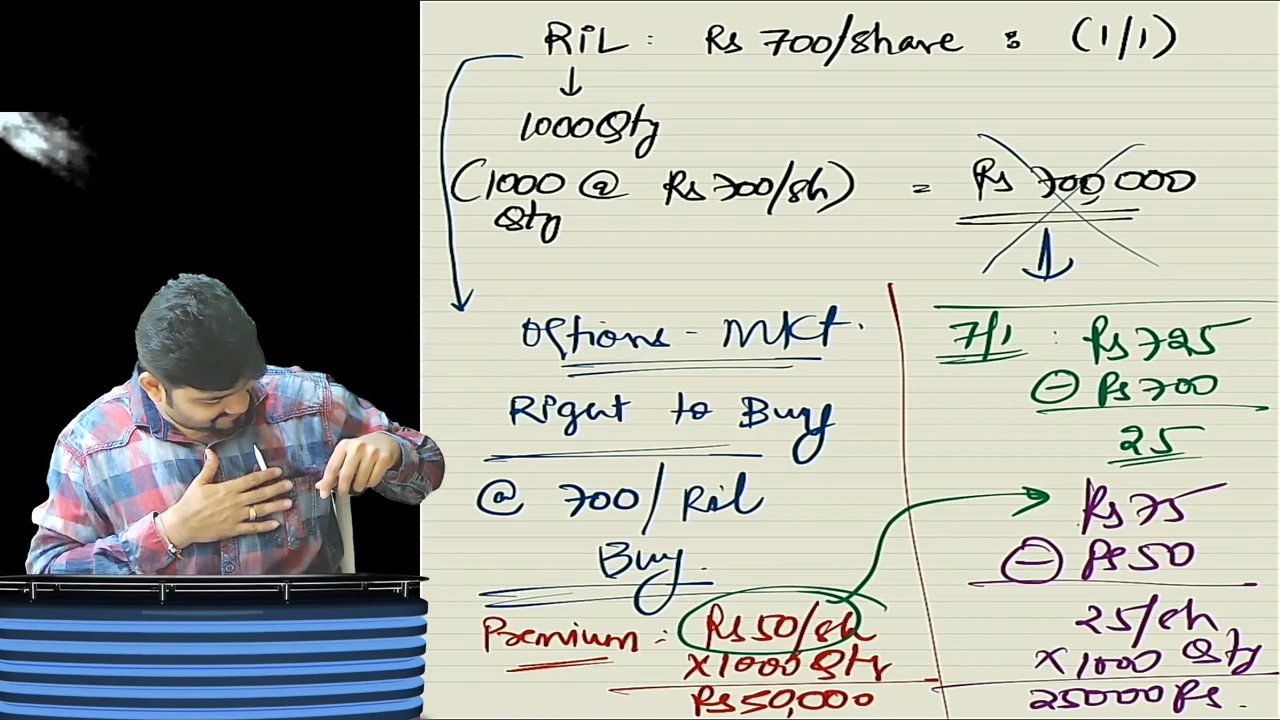 RIL : Rs 700/share : (1/1)
1000 Qty
(1000 @ Rs 700/sh) = Rs 700,000
Qty
Options - MKt.
Right to Buy
@ 700/Ril
Buy.
Premium : Rs 50/sh
x 1000 Qty
Rs 50,000
7/1 : Rs 725
- Rs 700
25
Rs 75
- Rs 50
25/sh
x 1000 Qty
25000 Rs.